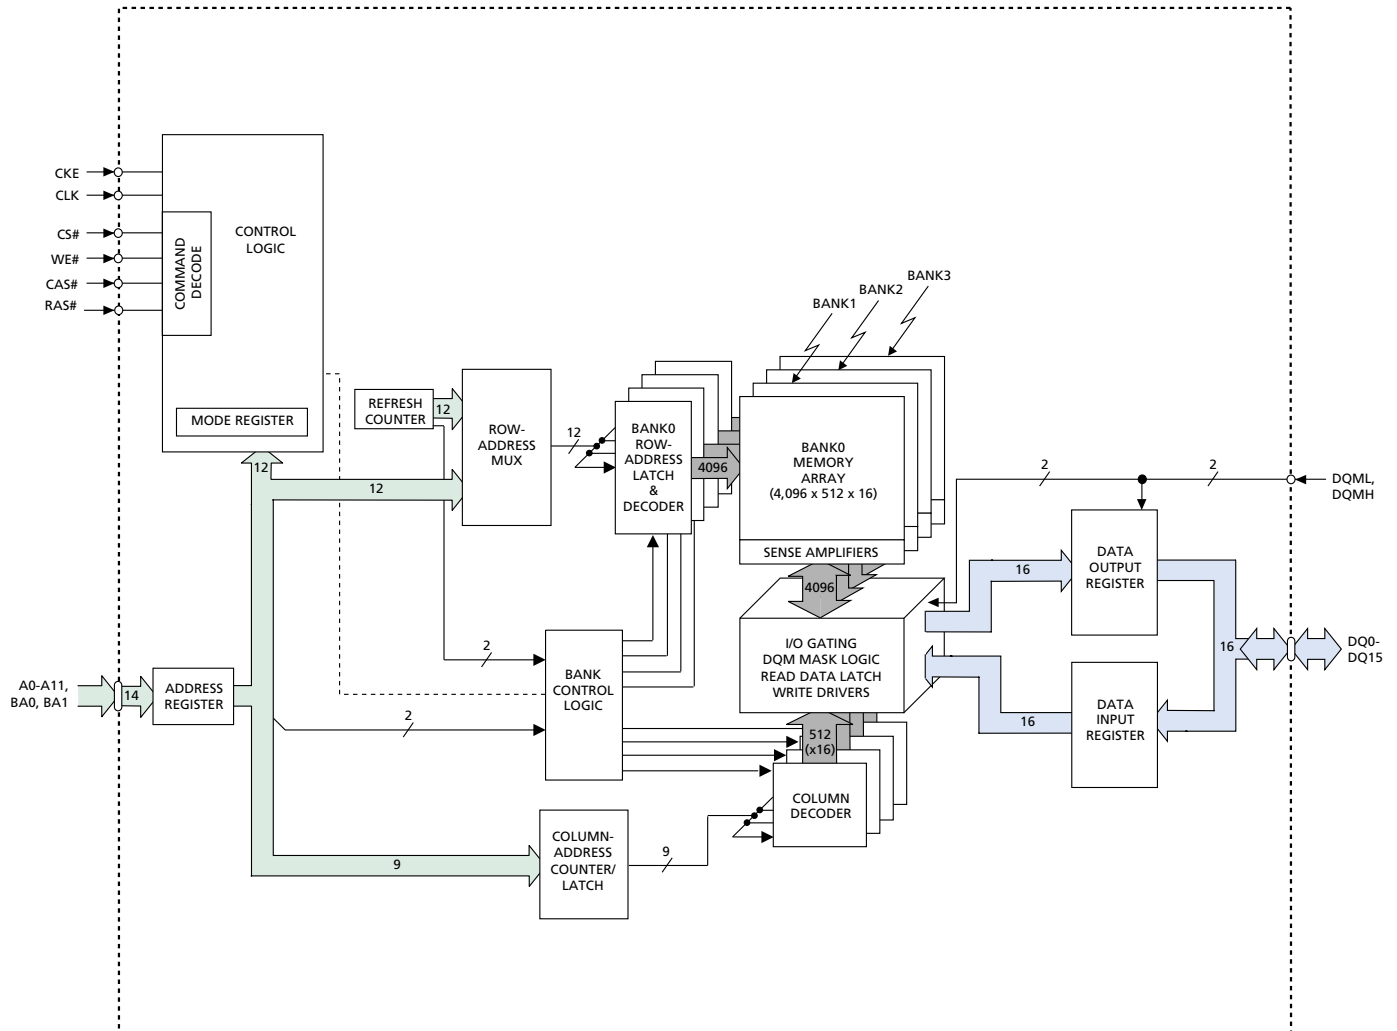 CKE
CLK
CS#
WE#
CAS#
RAS#
COMMAND
DECODE
CONTROL
LOGIC
MODE REGISTER
12
BANK1
BANK2
BANK3
REFRESH
COUNTER
12
12
ROW-
ADDRESS
MUX
12
BANK0
ROW-
ADDRESS
LATCH
&
DECODER
4096
BANK0
MEMORY
ARRAY
(4,096 x 512 x 16)
SENSE AMPLIFIERS
4096
2
2
DQML,
DQMH
DATA
OUTPUT
REGISTER
16
I/O GATING
DQM MASK LOGIC
READ DATA LATCH
WRITE DRIVERS
16
DQ0-
DQ15
DATA
INPUT
REGISTER
16
A0-A11,
BA0, BA1
14
ADDRESS
REGISTER
2
2
BANK
CONTROL
LOGIC
512
(x16)
COLUMN
DECODER
9
COLUMN-
ADDRESS
COUNTER/
LATCH
9